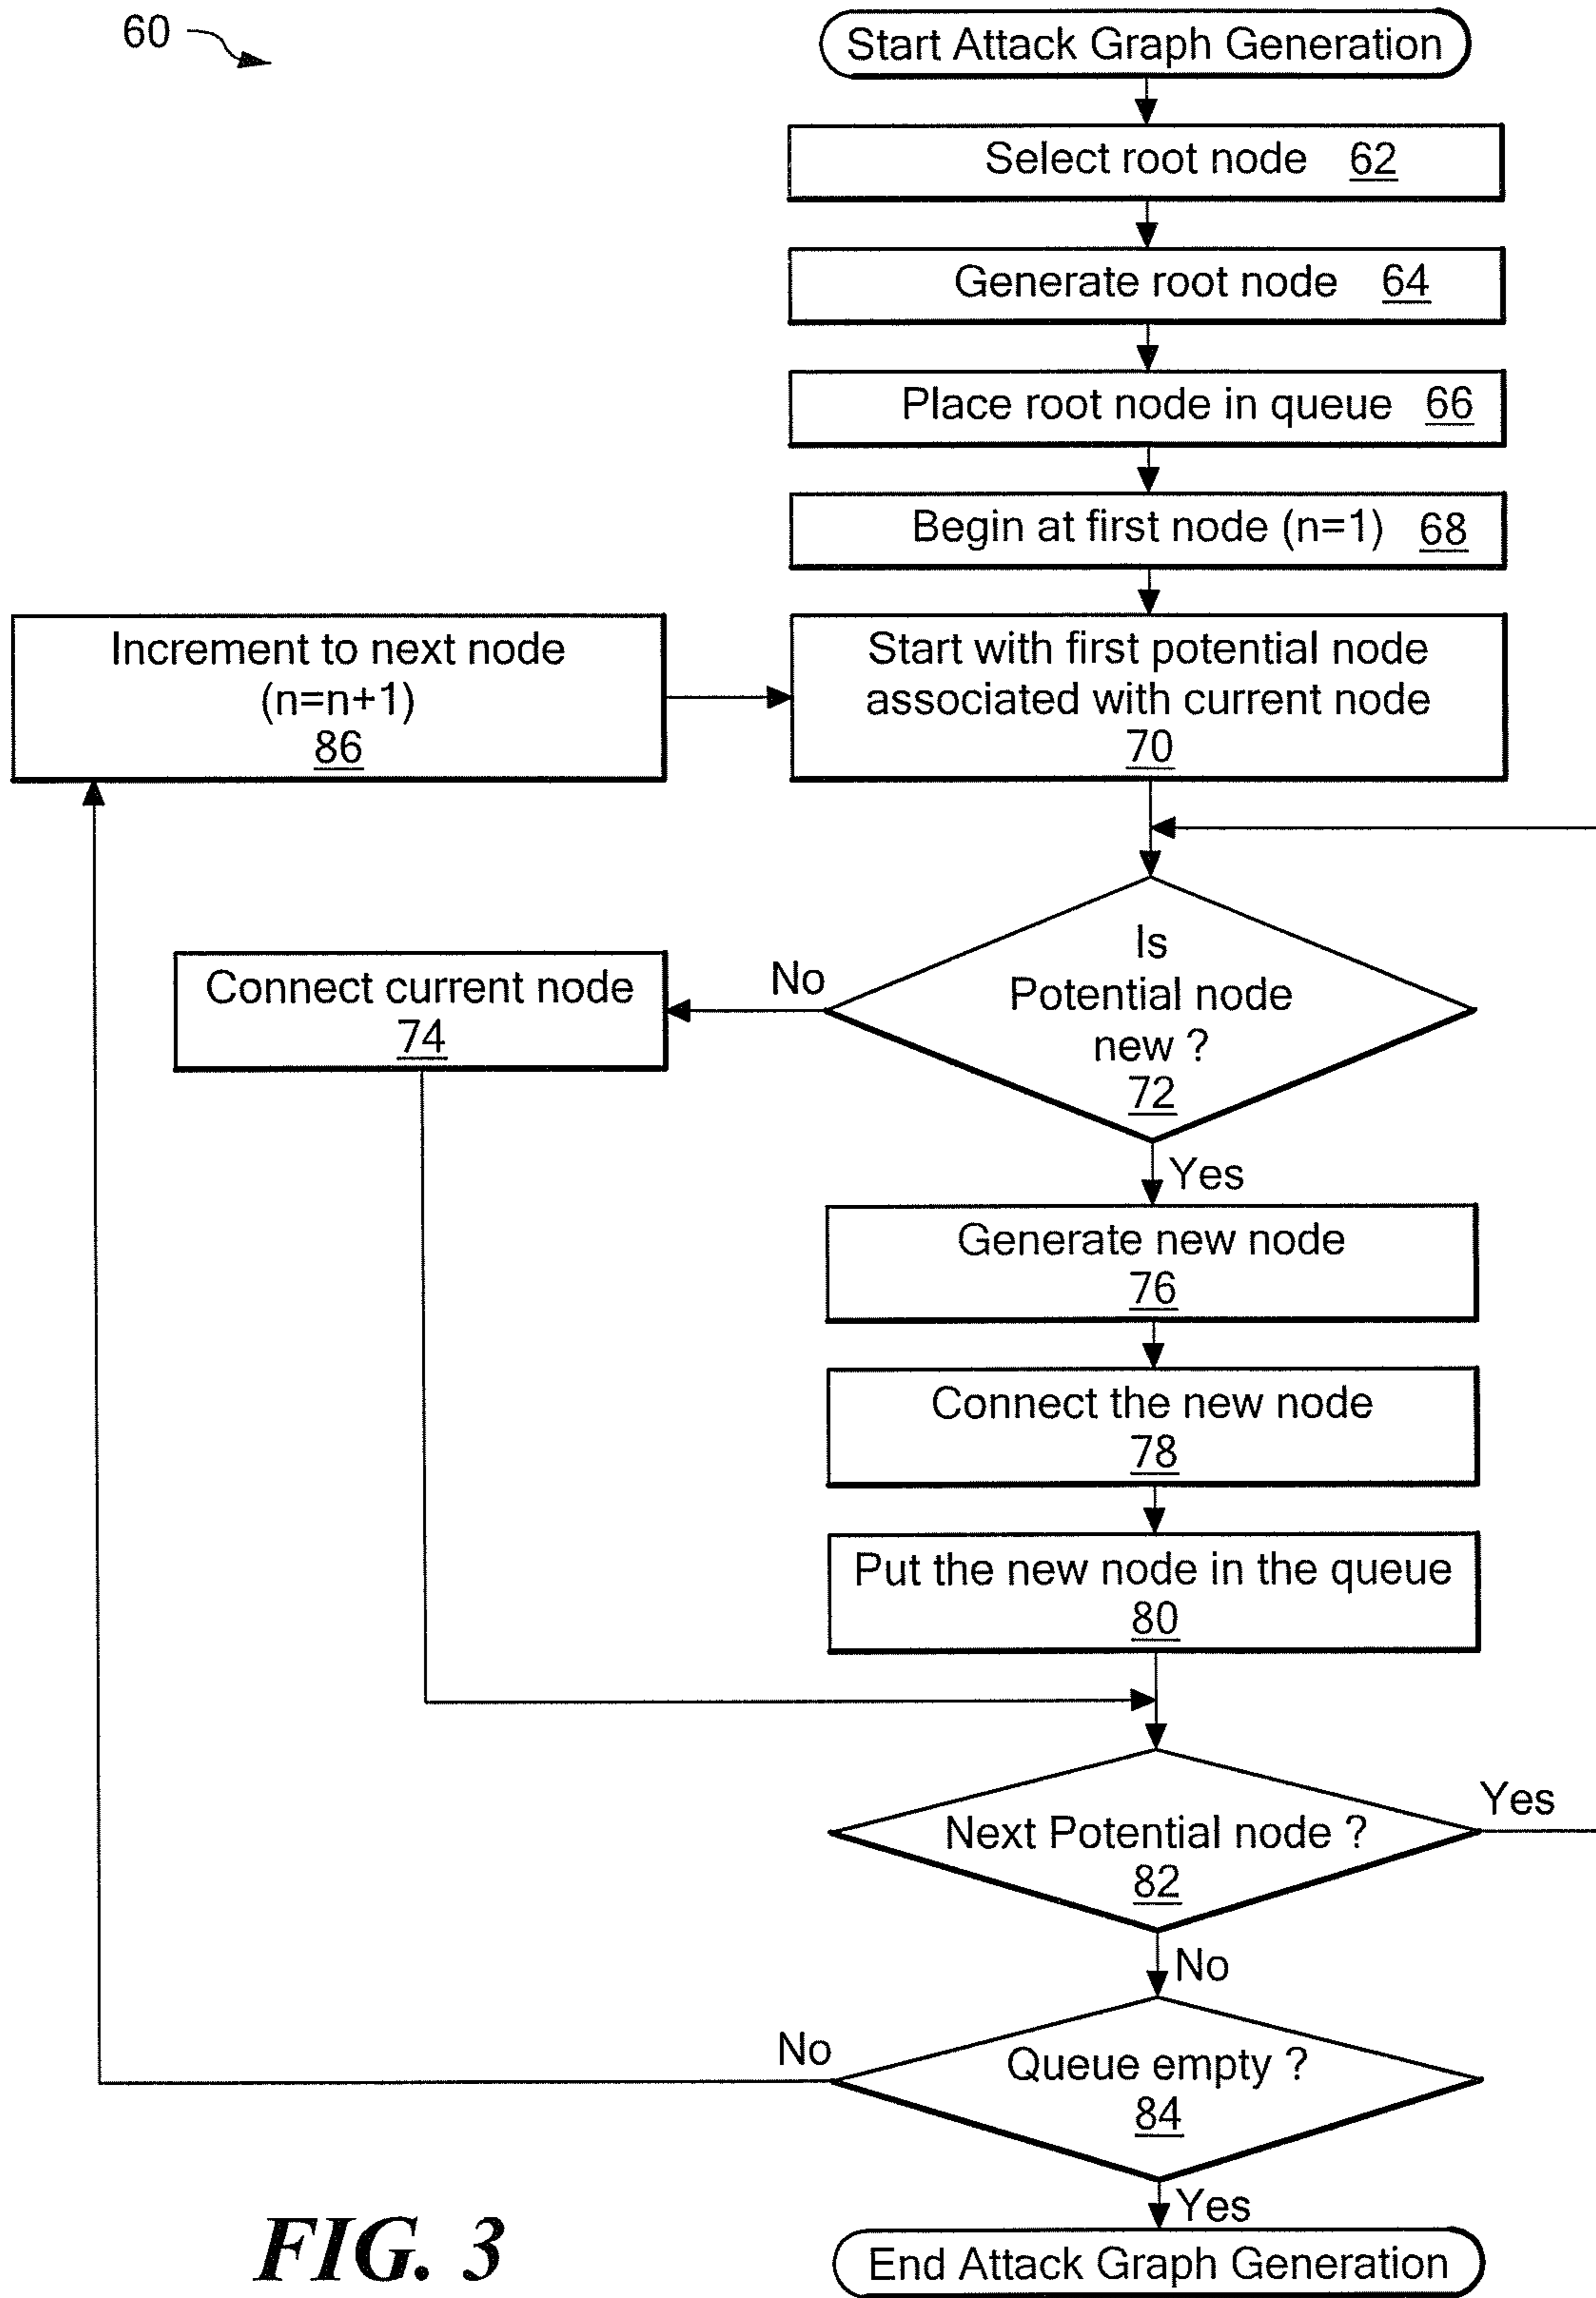 60
Start Attack Graph Generation
Select root node 62
Generate root node 64
Place root node in queue 66
Begin at first node (n=1) 68
Increment to next node
(n=n+1)
86
Start with first potential node
associated with current node
70
Is
Potential node
new ?
72
No
Connect current node
74
Yes
Generate new node
76
Connect the new node
78
Put the new node in the queue
80
Next Potential node ?
82
Yes
No
Queue empty ?
84
No
Yes
End Attack Graph Generation
FIG. 3